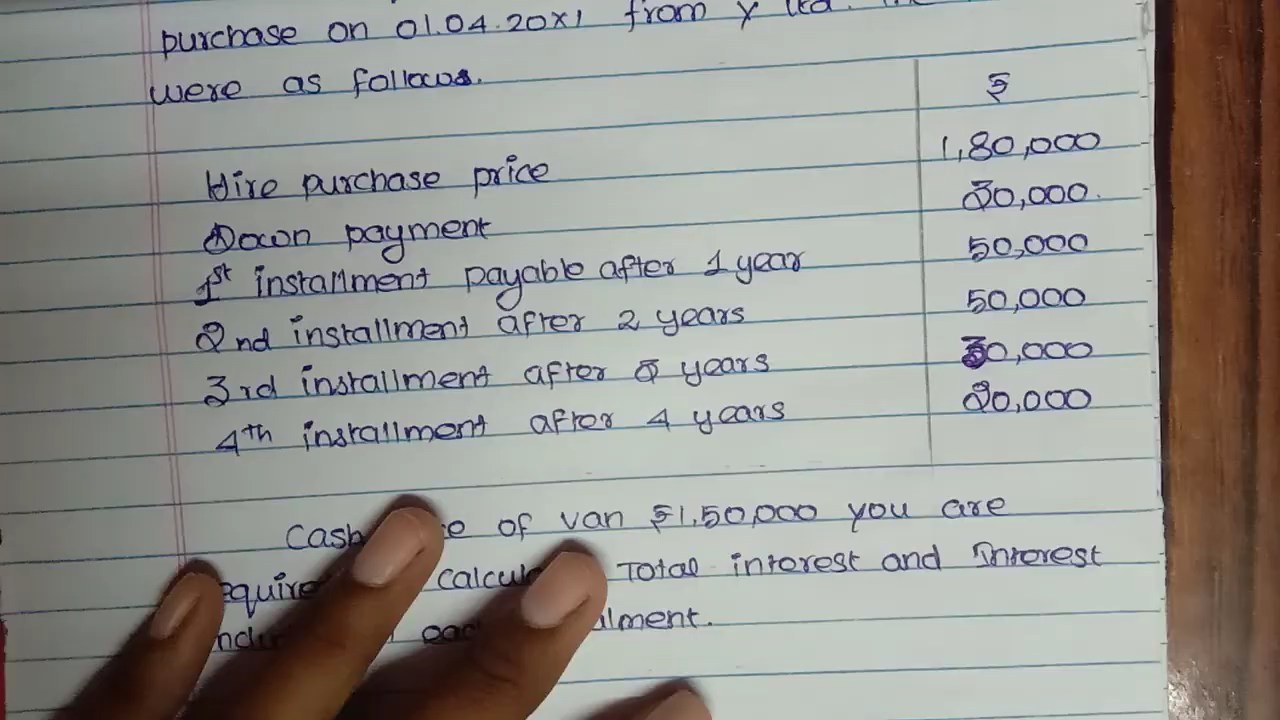 purchase on 01.04.20x1 from y Ltd.
were as follows.
₹
Hire purchase price 1,80,000
Down payment 30,000.
1st installment payable after 1 year 50,000
2nd installment after 2 years 50,000
3rd installment after 3 years 30,000
4th installment after 4 years 20,000
Cash of van ₹1,50,000 you are
Total interest and Interest